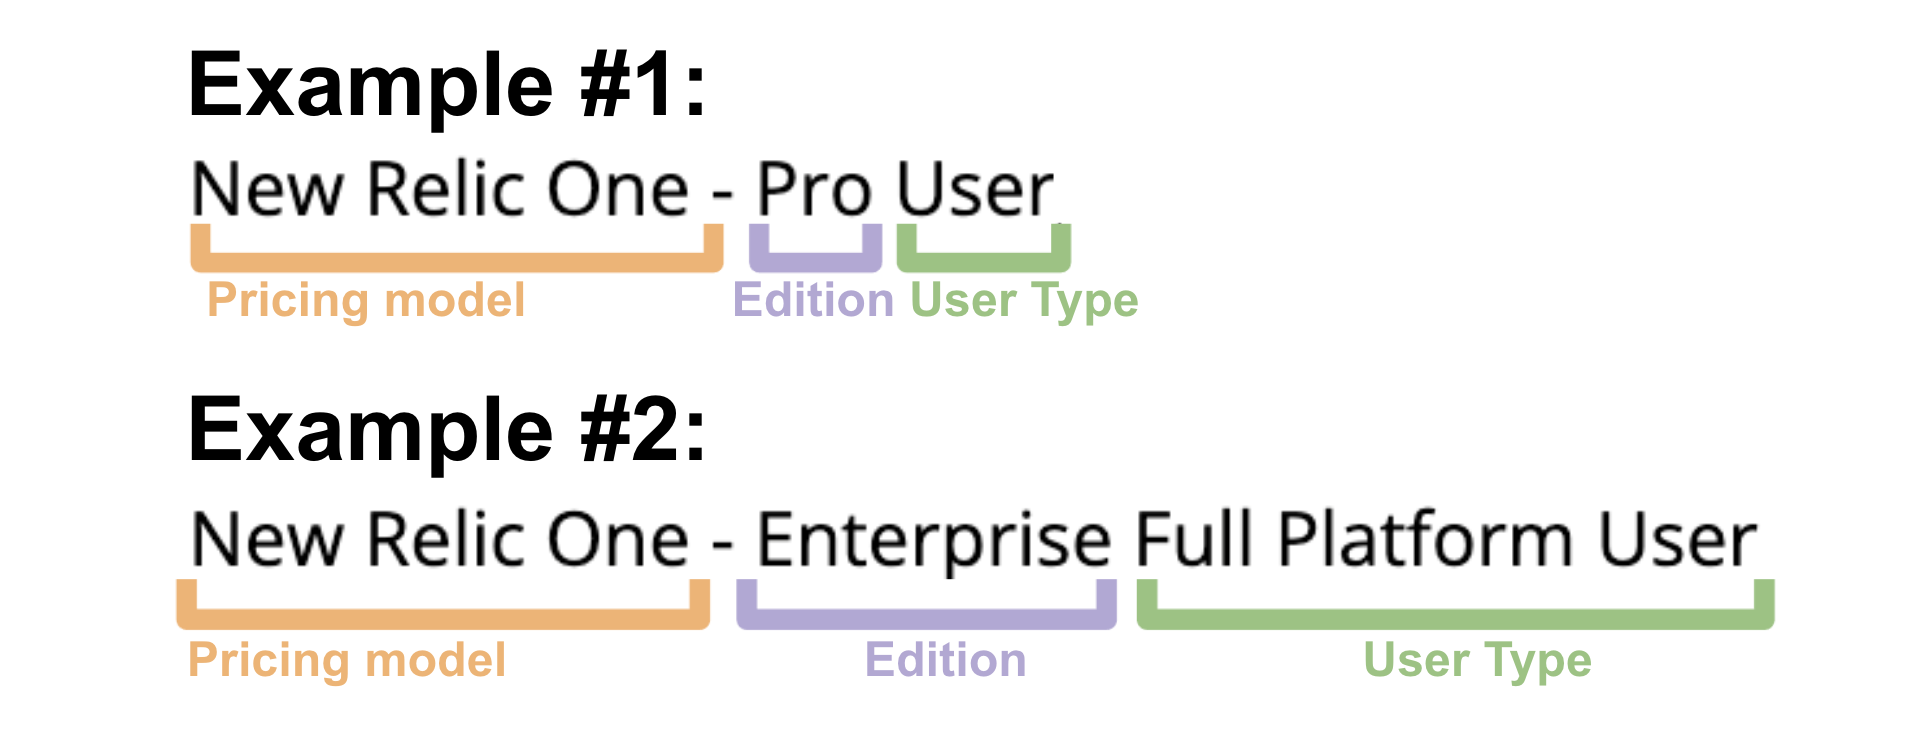 Example #1:
New Relic One - Pro User
Pricing model Edition User Type
Example #2:
New Relic One - Enterprise Full Platform User
Pricing model Edition User Type